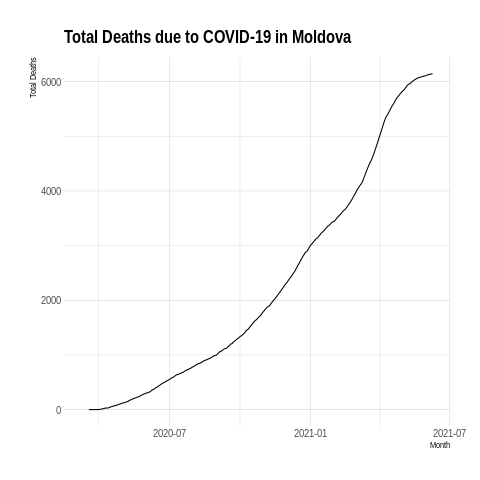 Total Deaths due to COVID-19 in Moldova
Total Deaths
6000
4000
2000
0
2020-07
2021-01
2021-07
Month